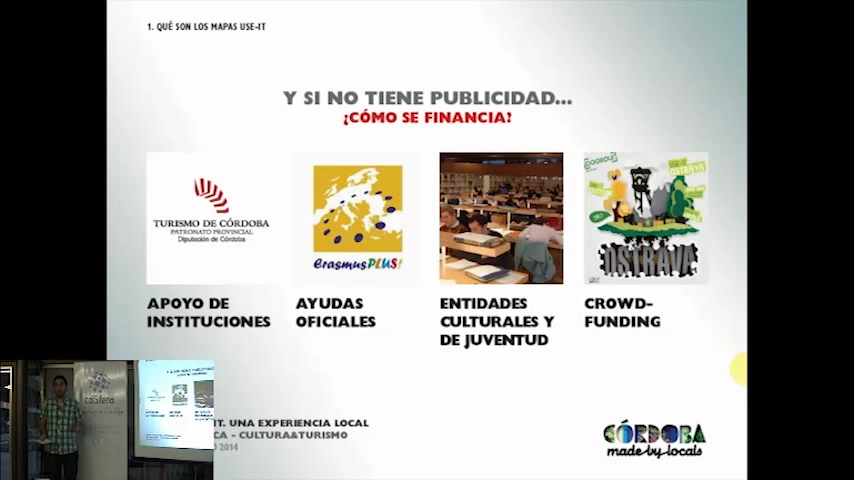 1. QUÉ SON LOS MAPAS USE-IT
Y SI NO TIENE PUBLICIDAD...
¿CÓMO SE FINANCIA?
TURISMO DE CÓRDOBA
PATRONATO PROVINCIAL
Diputación de Córdoba
ErasmusPLUS!
OSTRAVA
OSTRAVA
APOYO DE
INSTITUCIONES
AYUDAS
OFICIALES
ENTIDADES
CULTURALES Y
DE JUVENTUD
CROWD-
FUNDING
IT. UNA EXPERIENCIA LOCAL
CA - CULTURA&TURISMO
2014
CÓRDOBA
made by locals
coSfera